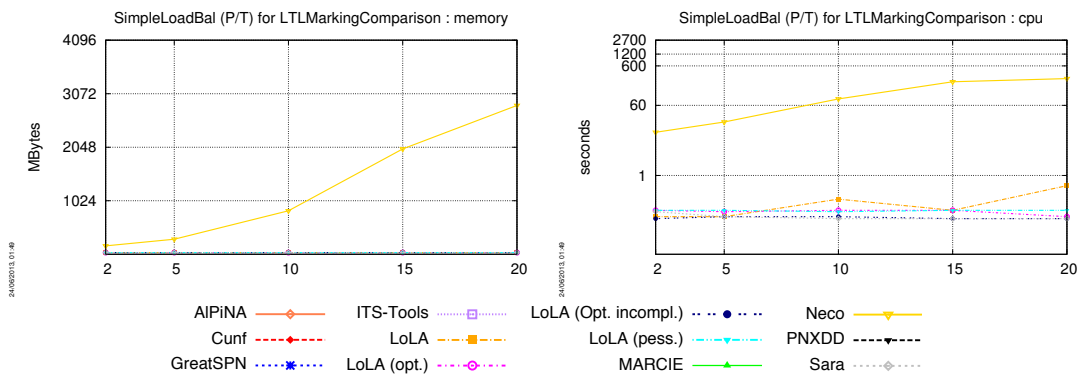 SimpleLoadBal (P/T) for LTLMarkingComparison : memory
4096
3072
2048
1024
MBytes
2 5 10 15 20
24/06/2013, 01:49
SimpleLoadBal (P/T) for LTLMarkingComparison : cpu
2700
1200
600
60
1
seconds
2 5 10 15 20
24/06/2013, 01:49
AlPiNA ITS-Tools LoLA (Opt. incompl.) Neco
Cunf LoLA LoLA (pess.) PNXDD
GreatSPN LoLA (opt.) MARCIE Sara